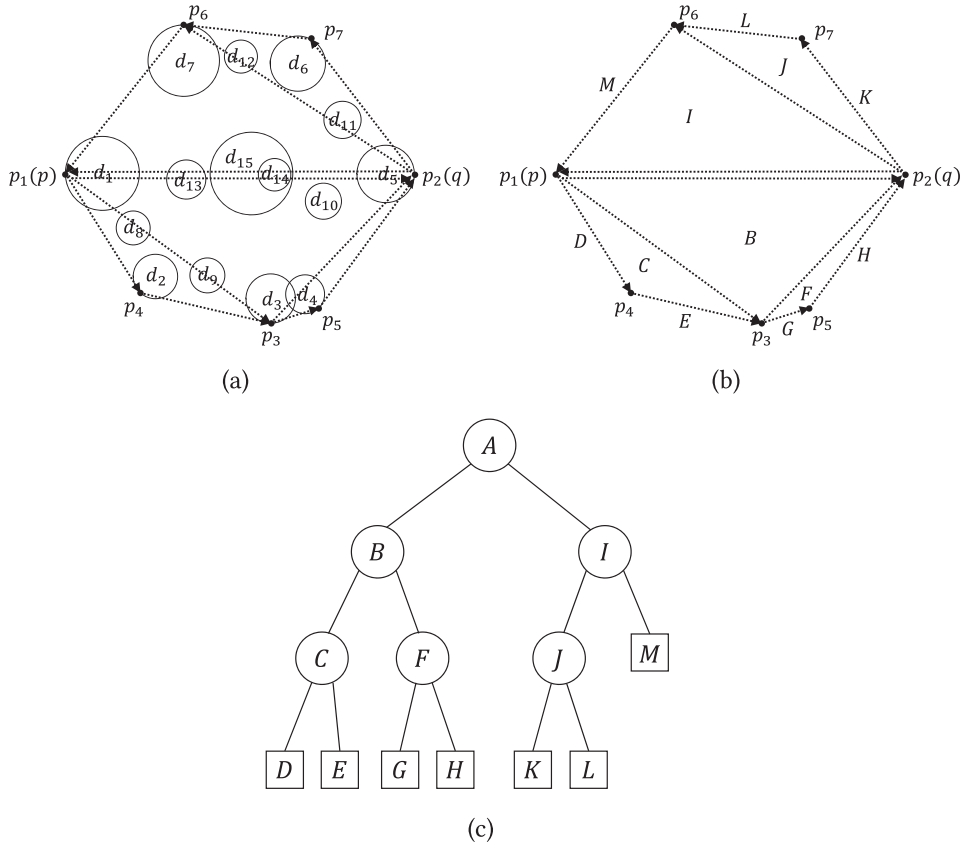 p₆ L p₆
p₇ p₇
d₇ d₁₂ d₆ J
M K
d₁₁ I
p₁(p) d₁ d₁₃ d₁₅ d₁₄ d₅ p₂(q) p₁(p) p₂(q)
d₁₀
d₈ D B H
d₂ d₉ C
d₃ d₄ F
p₄ p₅ p₄ E G p₅
p₃ p₃
(a) (b)
A
B I
C F J M
D E G H K L
(c)